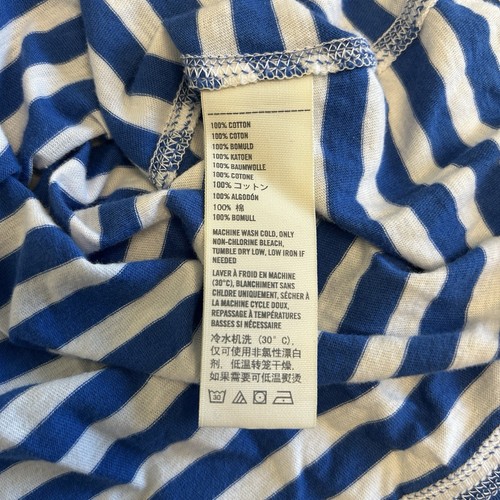 100% COTTON
100% COTON
100% BOMULD
100% KATOEN
100% BAUMWOLLE
100% COTONE
100% コットン
100% ALGODÓN
100% 棉
100% BOMULL
MACHINE WASH COLD, ONLY
NON-CHLORINE BLEACH,
TUMBLE DRY LOW, LOW IRON IF
NEEDED
LAVER À FROID EN MACHINE
(30°C), BLANCHIMENT SANS
CHLORE UNIQUEMENT, SÉCHER À
LA MACHINE CYCLE DOUX,
REPASSAGE À TEMPÉRATURES
BASSES SI NÉCESSAIRE
冷水机洗 (30° C),
仅可使用非氯性漂白
剂, 低温转笼干燥,
如果需要可低温熨烫
30